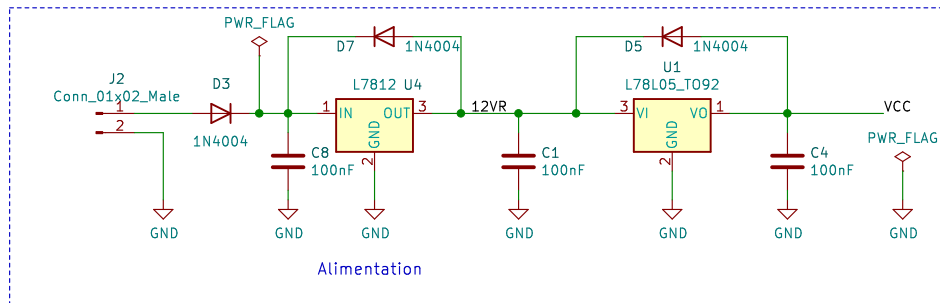 PWR_FLAG
D7
1N4004
D5
1N4004
J2
Conn_01x02_Male
D3
L7812 U4
U1
L78L05_TO92
1
2
1N4004
1
IN
OUT
3
GND
2
12VR
3
VI
VO
1
GND
2
VCC
PWR_FLAG
C8
100nF
C1
100nF
C4
100nF
GND
GND
GND
GND
GND
GND
GND
Alimentation